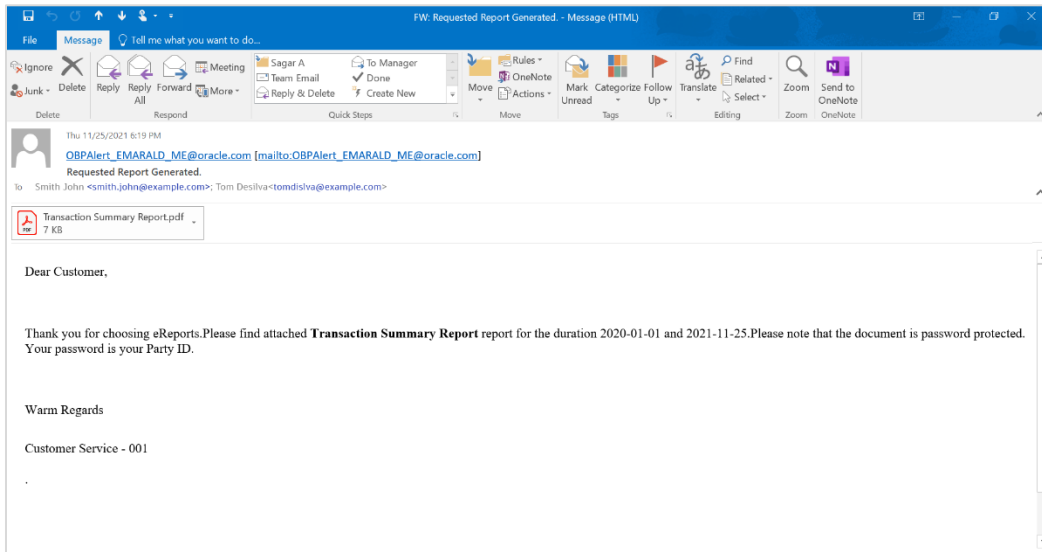 FW: Requested Report Generated. - Message (HTML)
File Message Tell me what you want to do...
Ignore
Junk
Delete
Reply
Reply All
Forward
Meeting
More
Sagar A
Team Email
Reply & Delete
To Manager
Done
Create New
Move
Rules
OneNote
Actions
Mark Unread
Categorize
Follow Up
Translate
Find
Related
Select
Zoom
Send to OneNote
Delete Respond Quick Steps Move Tags Editing Zoom OneNote
Thu 11/25/2021 6:19 PM
OBPAlert_EMARALD_ME@oracle.com [mailto:OBPAlert_EMARALD_ME@oracle.com]
Requested Report Generated.
To Smith John <smith.john@example.com>; Tom Desilva<tomdislva@example.com>
Transaction Summary Report.pdf
PDF
7 KB
Dear Customer,
Thank you for choosing eReports.Please find attached Transaction Summary Report report for the duration 2020-01-01 and 2021-11-25.Please note that the document is password protected.
Your password is your Party ID.
Warm Regards
Customer Service - 001
.